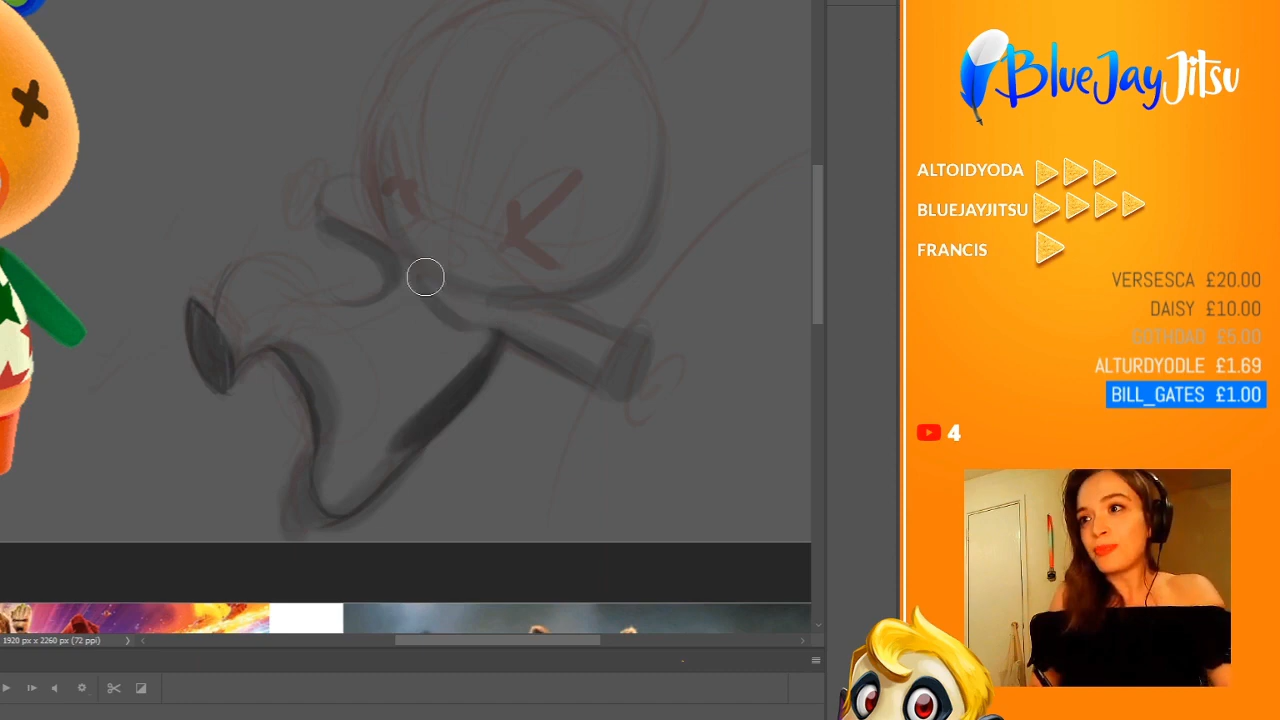 BlueJayJitsu
ALTOIDYODA
BLUEJAYJITSU
FRANCIS
VERSESCA £20.00
DAISY £10.00
GOTHDAD £5.00
ALTURDYODLE £1.69
BILL_GATES £1.00
4
1920 px x 2260 px (72 ppi)